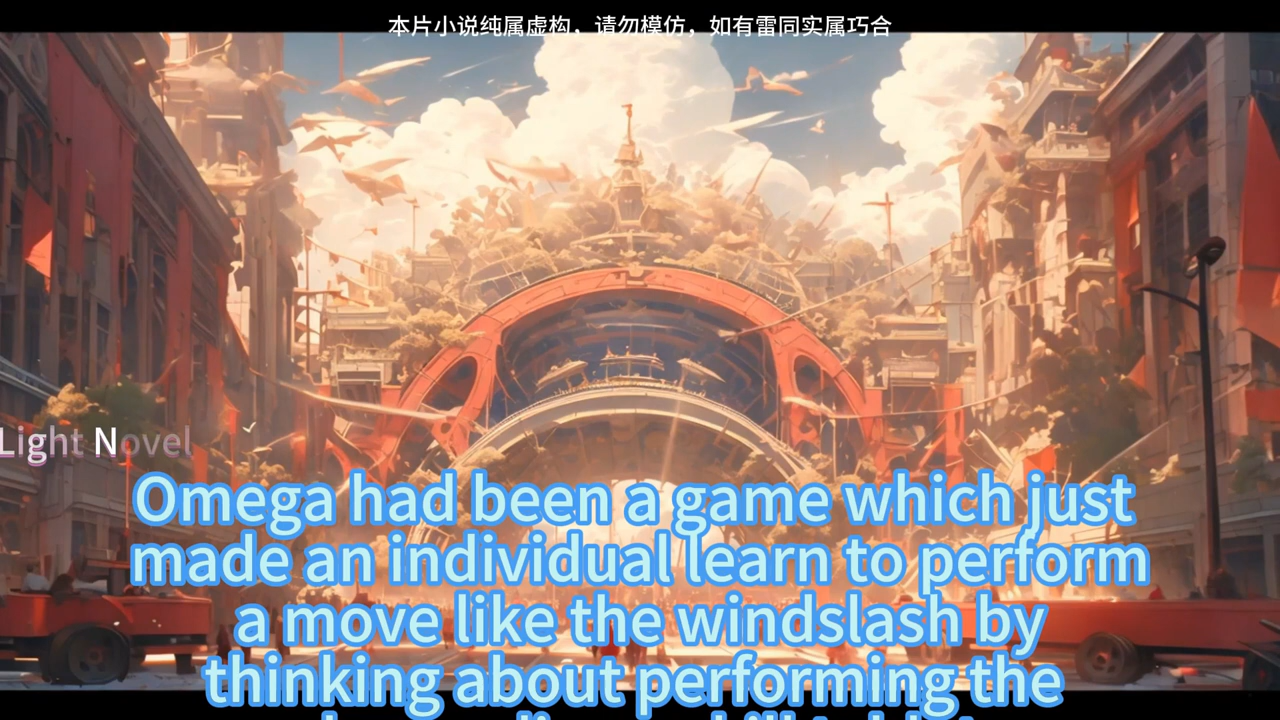 本片小说纯属虚构，请勿模仿，如有雷同实属巧合
Light Novel
Omega had been a game which just
made an individual learn to perform
a move like the windslash by
thinking about performing the